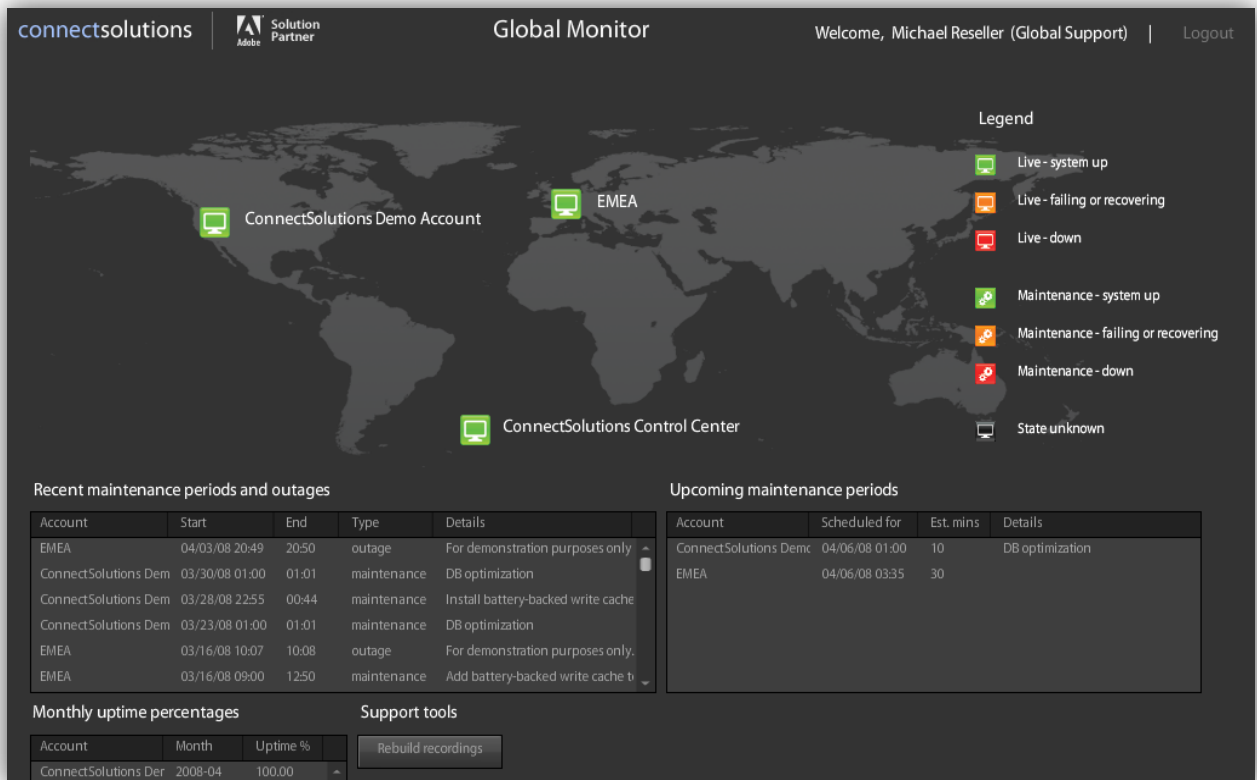 connectsolutions
Adobe
Solution
Partner
Global Monitor
Welcome, Michael Reseller (Global Support) | Logout
Legend
Live - system up
Live - failing or recovering
Live - down
Maintenance - system up
Maintenance - failing or recovering
Maintenance - down
State unknown
ConnectSolutions Demo Account
EMEA
ConnectSolutions Control Center
Recent maintenance periods and outages
Account Start End Type Details
EMEA 04/03/08 20:49 20:50 outage For demonstration purposes only
ConnectSolutions Dem 03/30/08 01:00 01:01 maintenance DB optimization
ConnectSolutions Dem 03/28/08 22:55 00:44 maintenance Install battery-backed write cache
ConnectSolutions Dem 03/23/08 01:00 01:01 maintenance DB optimization
EMEA 03/16/08 10:07 10:08 outage For demonstration purposes only.
EMEA 03/16/08 09:00 12:50 maintenance Add battery-backed write cache t
Upcoming maintenance periods
Account Scheduled for Est. mins Details
ConnectSolutions Demc 04/06/08 01:00 10 DB optimization
EMEA 04/06/08 03:35 30
Monthly uptime percentages
Account Month Uptime %
ConnectSolutions Der 2008-04 100.00
Support tools
Rebuild recordings